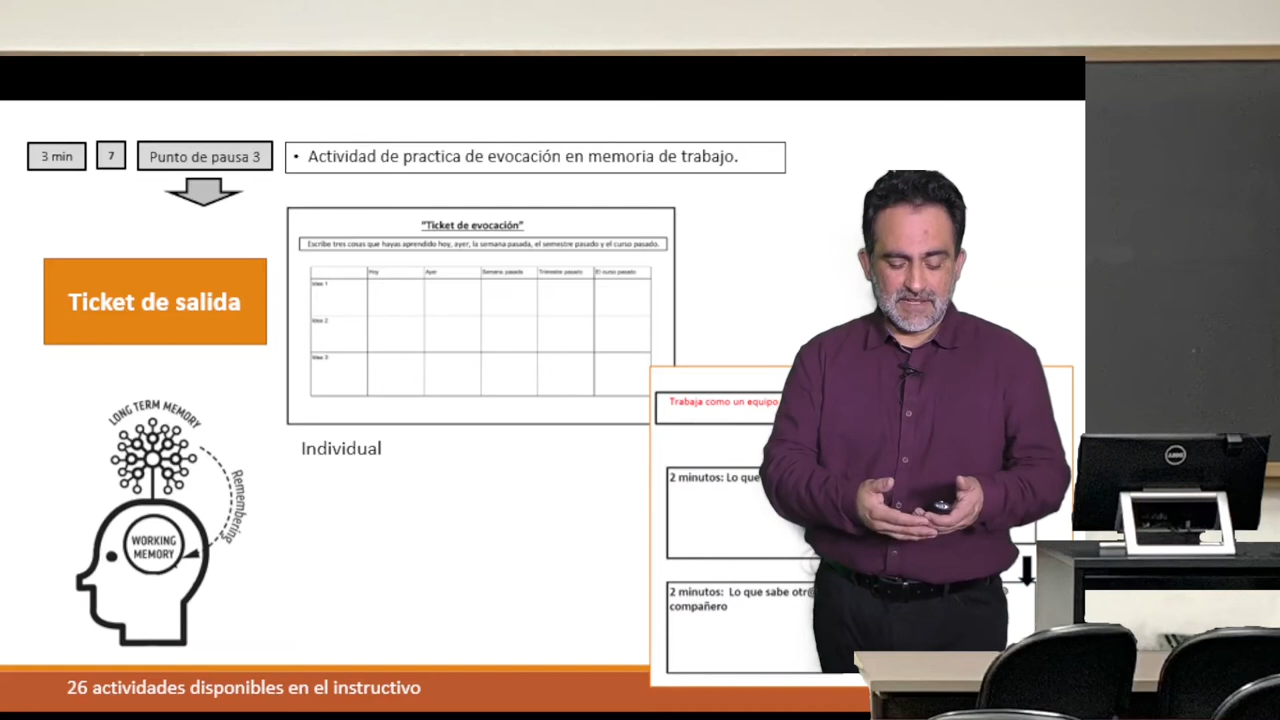 3 min
7
Punto de pausa 3
• Actividad de practica de evocación en memoria de trabajo.
"Ticket de evocación"
Escribe tres cosas que hayas aprendido hoy, ayer, la semana pasada, el semestre pasado y el curso pasado.
Hoy Ayer Semana pasada Trimestre pasado El curso pasado
Idea 1
Idea 2
Idea 3
Ticket de salida
Individual
Trabaja como un equipo
2 minutos: Lo que
2 minutos: Lo que sabe otr@
compañero
LONG TERM MEMORY
Remembering
WORKING
MEMORY
26 actividades disponibles en el instructivo
DELL